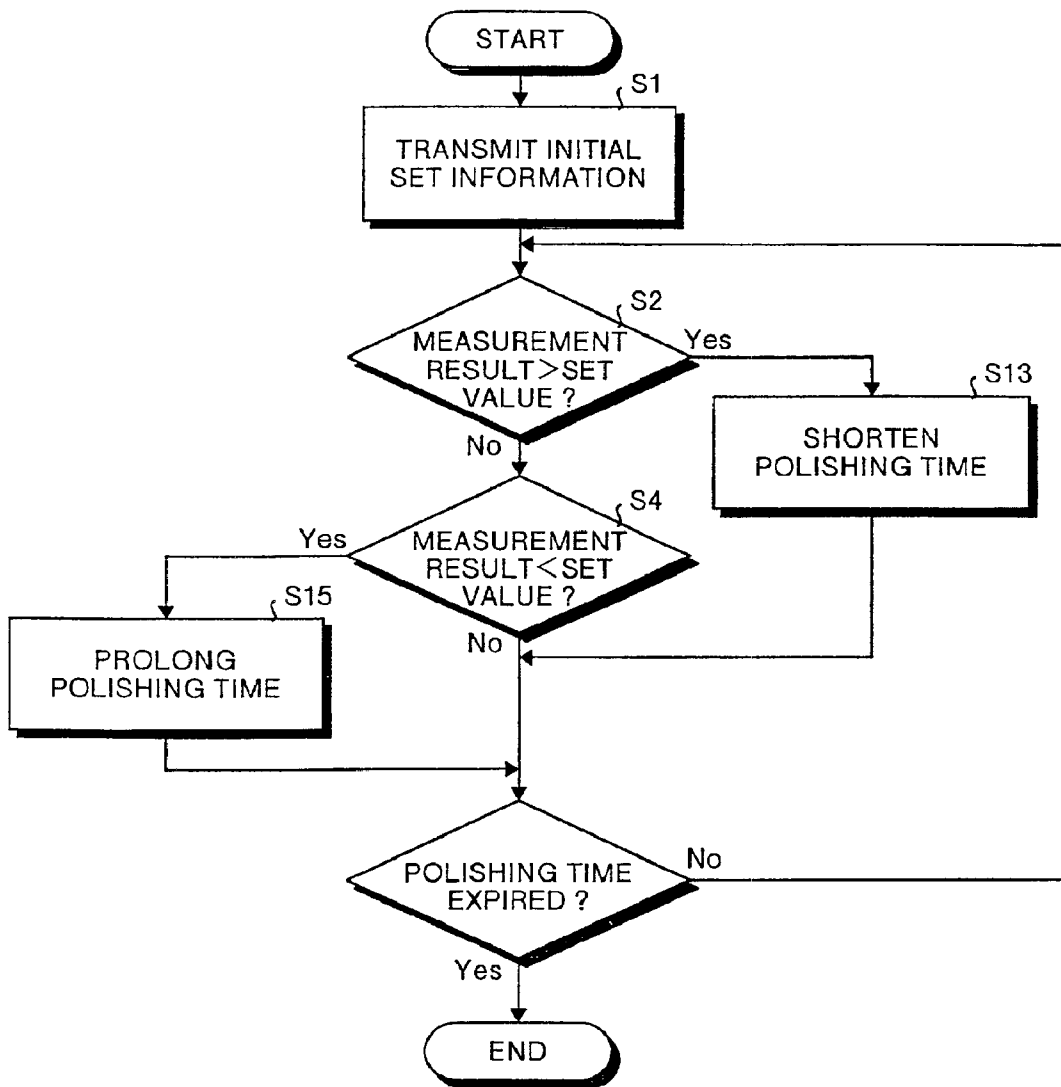 START
S1
TRANSMIT INITIAL
SET INFORMATION
S2
MEASUREMENT
RESULT>SET
VALUE ?
Yes
No
S13
SHORTEN
POLISHING TIME
S4
MEASUREMENT
RESULT<SET
VALUE ?
Yes
No
S15
PROLONG
POLISHING TIME
POLISHING TIME
EXPIRED ?
No
Yes
END